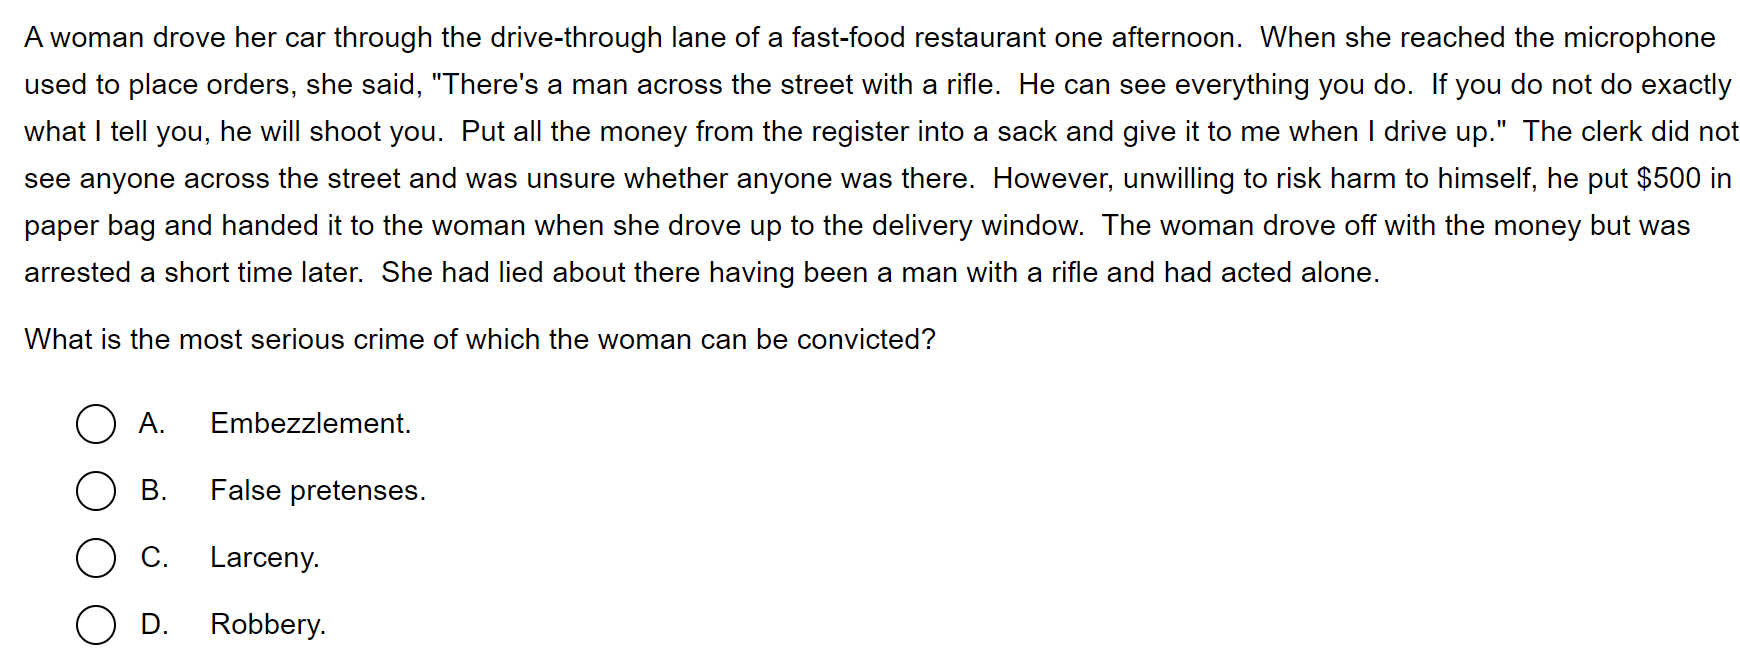 A woman drove her car through the drive-through lane of a fast-food restaurant one afternoon.  When she reached the microphone
used to place orders, she said, "There's a man across the street with a rifle.  He can see everything you do.  If you do not do exactly
what I tell you, he will shoot you.  Put all the money from the register into a sack and give it to me when I drive up."  The clerk did not
see anyone across the street and was unsure whether anyone was there.  However, unwilling to risk harm to himself, he put $500 in
paper bag and handed it to the woman when she drove up to the delivery window.  The woman drove off with the money but was
arrested a short time later.  She had lied about there having been a man with a rifle and had acted alone.
What is the most serious crime of which the woman can be convicted?
A. Embezzlement.
B. False pretenses.
C. Larceny.
D. Robbery.